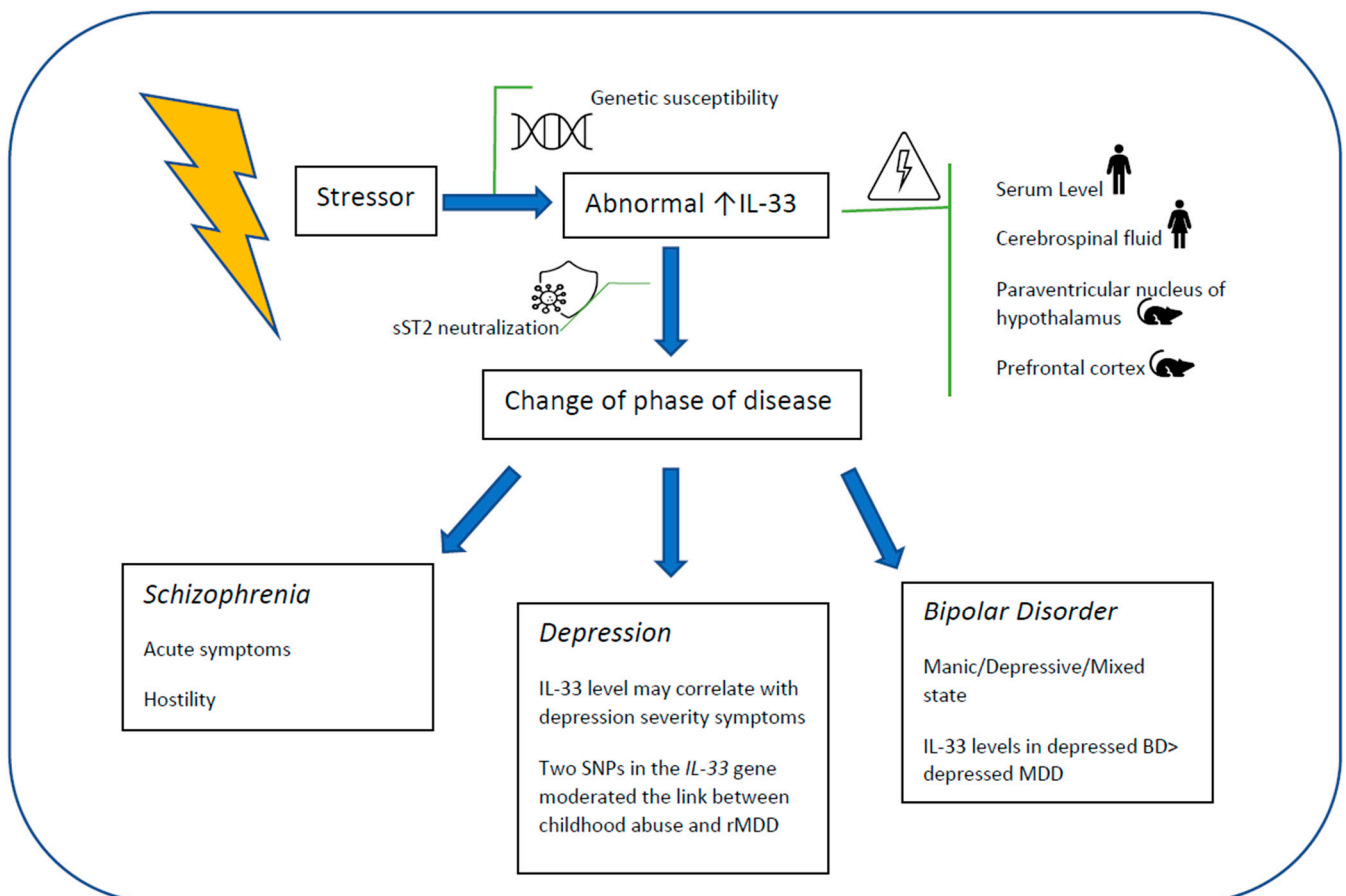 Genetic susceptibility
Stressor
Abnormal ↑IL-33
Serum Level
Cerebrospinal fluid
Paraventricular nucleus of
hypothalamus
Prefrontal cortex
sST2 neutralization
Change of phase of disease
Schizophrenia
Acute symptoms
Hostility
Depression
IL-33 level may correlate with
depression severity symptoms
Two SNPs in the IL-33 gene
moderated the link between
childhood abuse and rMDD
Bipolar Disorder
Manic/Depressive/Mixed
state
IL-33 levels in depressed BD>
depressed MDD